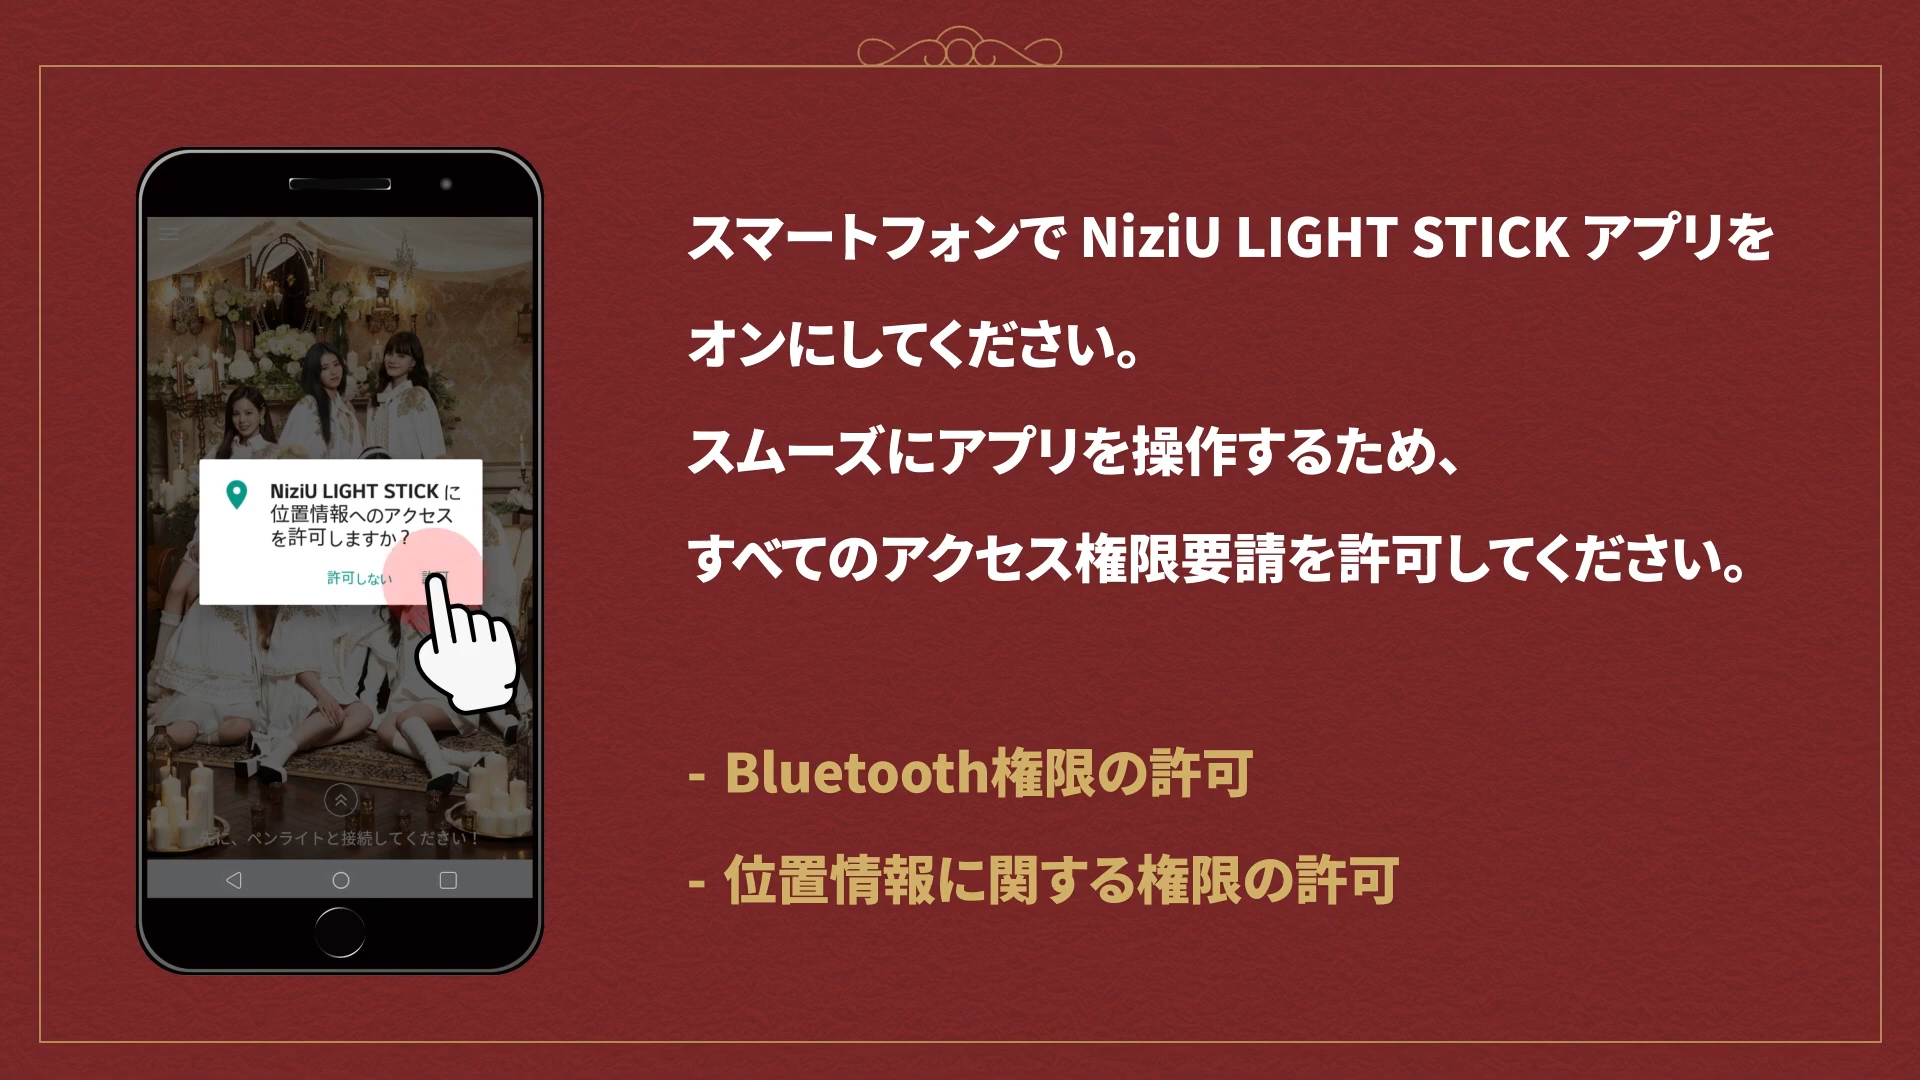 スマートフォンで NiziU LIGHT STICK アプリを
オンにしてください。
スムーズにアプリを操作するため、
すべてのアクセス権限要請を許可してください。
- Bluetooth権限の許可
- 位置情報に関する権限の許可
NiziU LIGHT STICK に
位置情報へのアクセス
を許可しますか?
許可しない 許可
先に、ペンライトと接続してください!